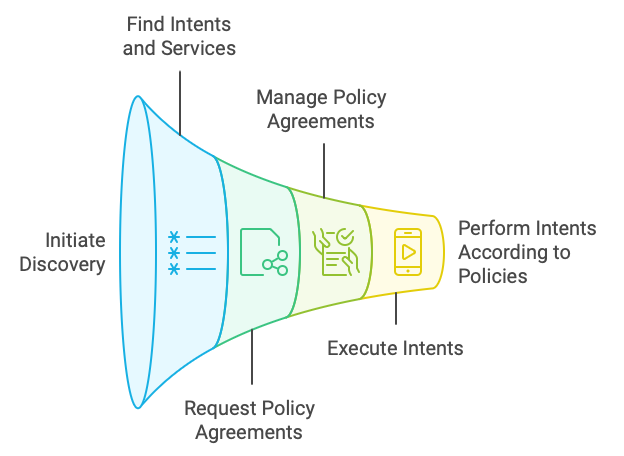 Find Intents
and Services
Manage Policy
Agreements
Initiate
Discovery
Perform Intents
According to
Policies
Execute Intents
Request Policy
Agreements